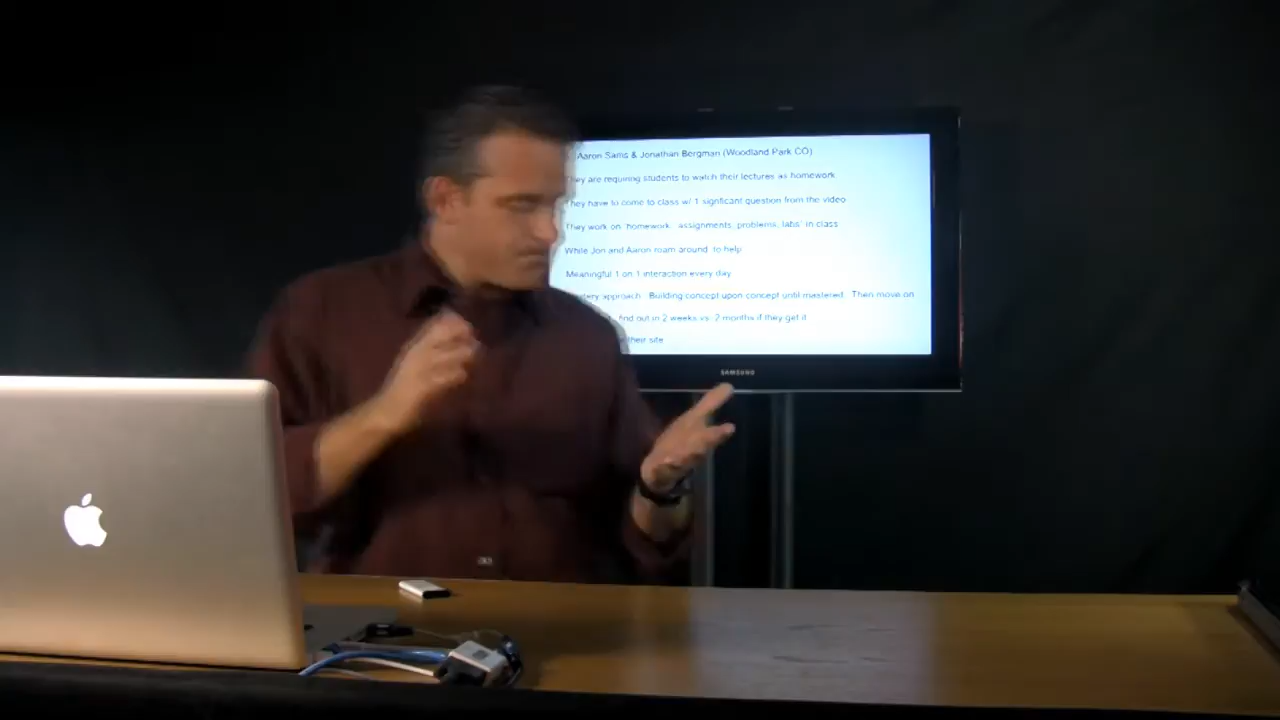 Aaron Sams & Jonathan Bergman (Woodland Park CO)
They are requiring students to watch their lectures as homework
They have to come to class w/ 1 signficant question from the video
They work on 'homework: assignments, problems, labs' in class
While Jon and Aaron roam around to help
Meaningful 1 on 1 interaction every day
approach. Building concept upon concept until mastered. Then move on
find out in 2 weeks vs. 2 months if they get it
their site
SAMSUNG